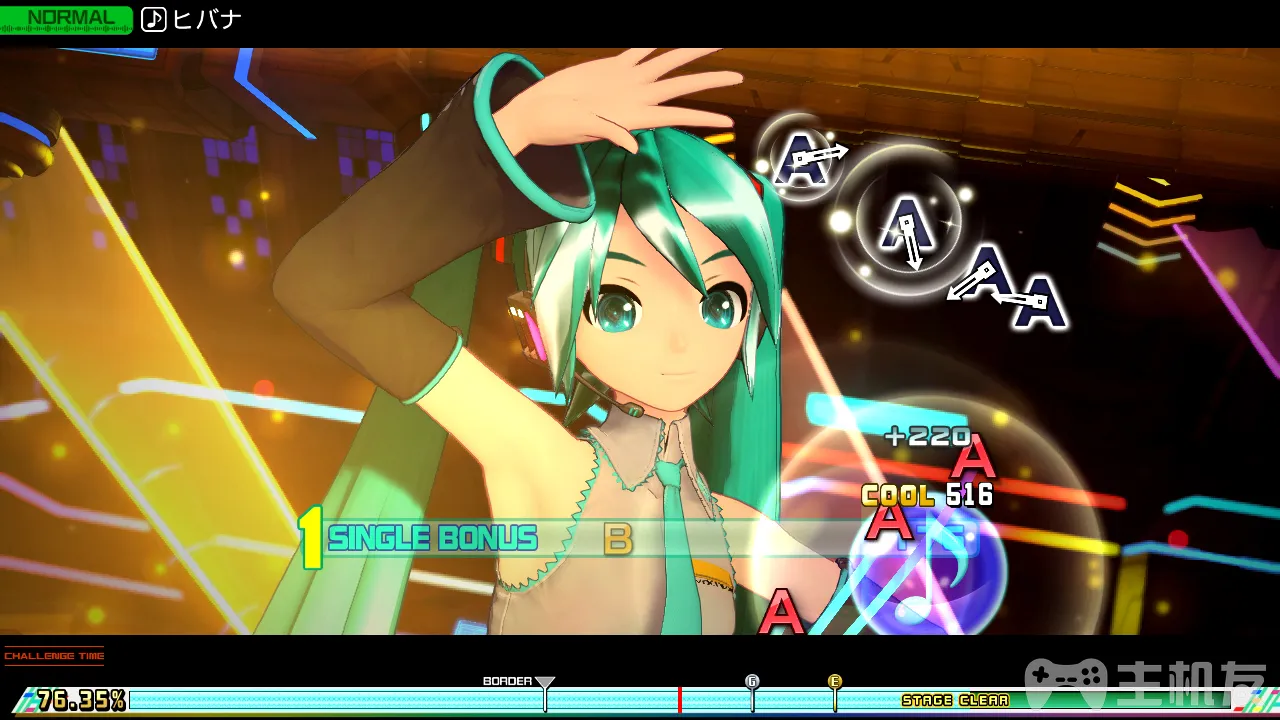 NORMAL ヒバナ
A
A
A
A
+220
A
COOL 516
A
1 SINGLE BONUS B
A
CHALLENGE TIME
BORDER G E
76.35% STAGE CLEAR
主机友